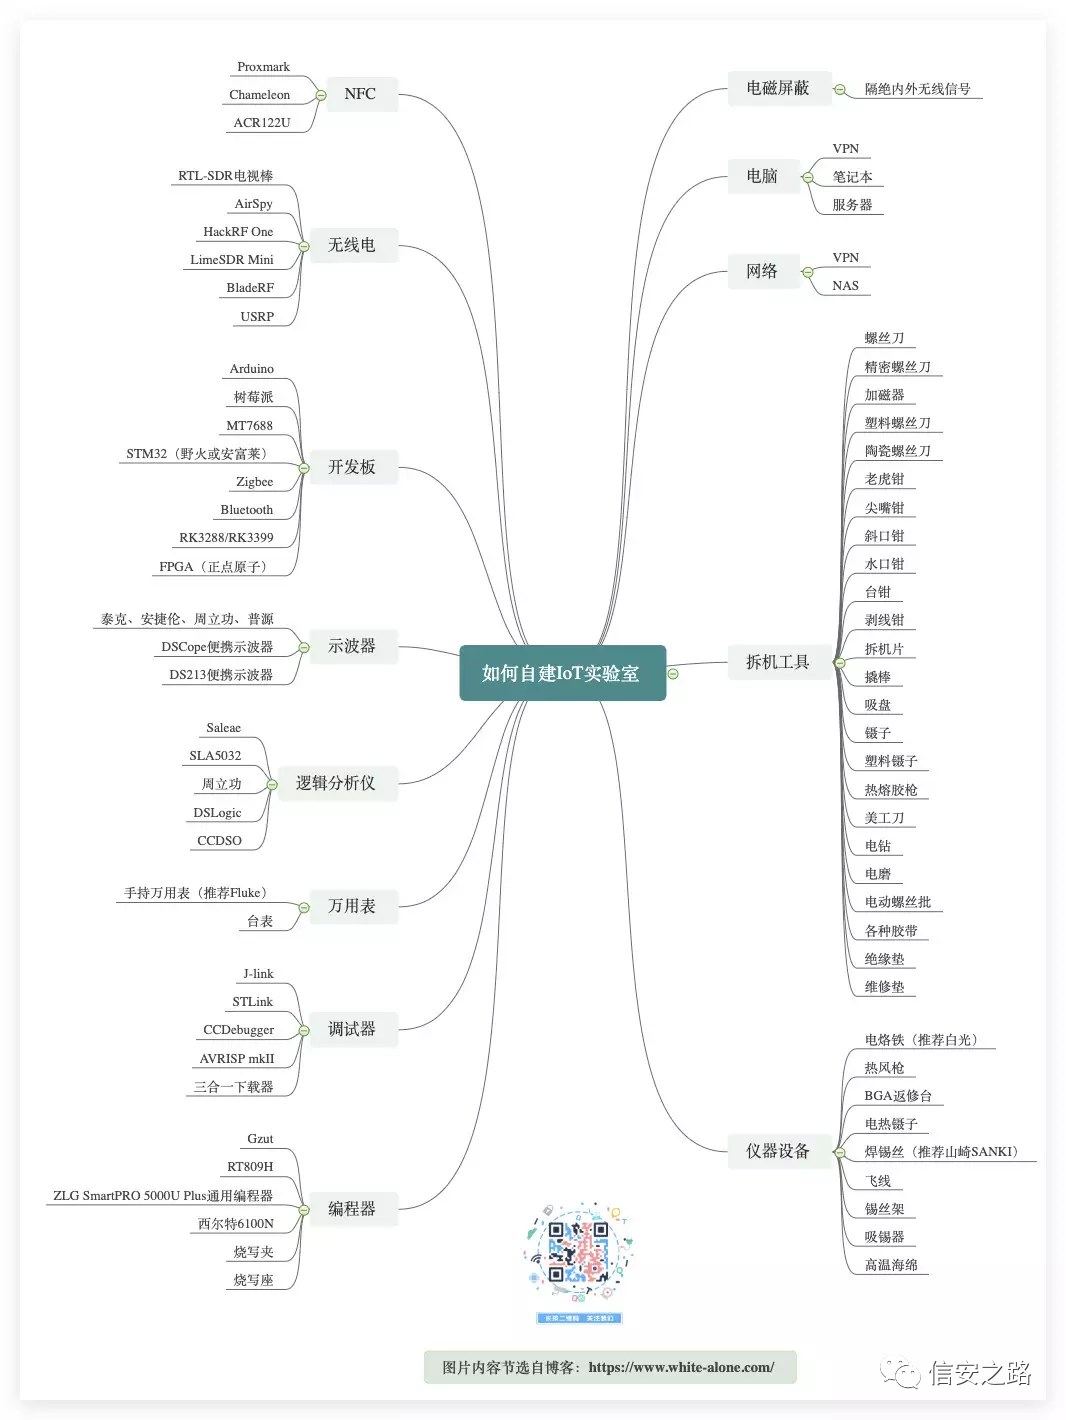 如何自建IoT实验室
NFC
Proxmark
Chameleon
ACR122U
无线电
RTL-SDR电视棒
AirSpy
HackRF One
LimeSDR Mini
BladeRF
USRP
开发板
Arduino
树莓派
MT7688
STM32（野火或安富莱）
Zigbee
Bluetooth
RK3288/RK3399
FPGA（正点原子）
示波器
泰克、安捷伦、周立功、普源
DSCope便携示波器
DS213便携示波器
逻辑分析仪
Saleae
SLA5032
周立功
DSLogic
CCDSO
万用表
手持万用表（推荐Fluke）
台表
调试器
J-link
STLink
CCDebugger
AVRISP mkII
三合一下载器
编程器
Gzut
RT809H
ZLG SmartPRO 5000U Plus通用编程器
西尔特6100N
烧写夹
烧写座
电磁屏蔽
隔绝内外无线信号
电脑
VPN
笔记本
服务器
网络
VPN
NAS
拆机工具
螺丝刀
精密螺丝刀
加磁器
塑料螺丝刀
陶瓷螺丝刀
老虎钳
尖嘴钳
斜口钳
水口钳
台钳
剥线钳
拆机片
撬棒
吸盘
镊子
塑料镊子
热熔胶枪
美工刀
电钻
电磨
电动螺丝批
各种胶带
绝缘垫
维修垫
仪器设备
电烙铁（推荐白光）
热风枪
BGA返修台
电热镊子
焊锡丝（推荐山崎SANKI）
飞线
锡丝架
吸锡器
高温海绵
长按二维码 关注我们
图片内容节选自博客：https://www.white-alone.com/
信安之路